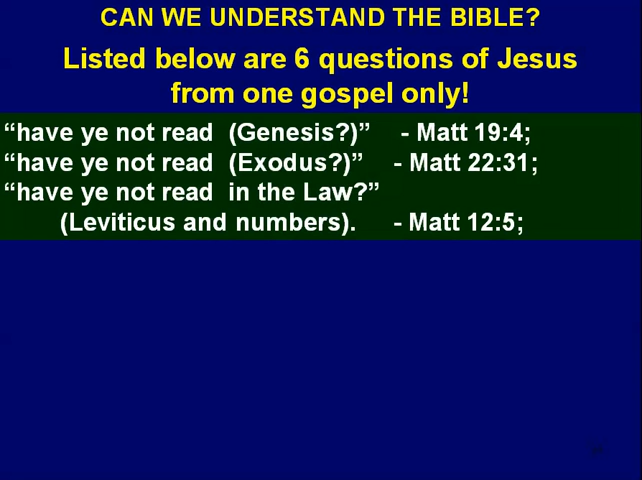 CAN WE UNDERSTAND THE BIBLE?
Listed below are 6 questions of Jesus
from one gospel only!
“have ye not read (Genesis?)” - Matt 19:4;
“have ye not read (Exodus?)” - Matt 22:31;
“have ye not read in the Law?”
(Leviticus and numbers). - Matt 12:5;